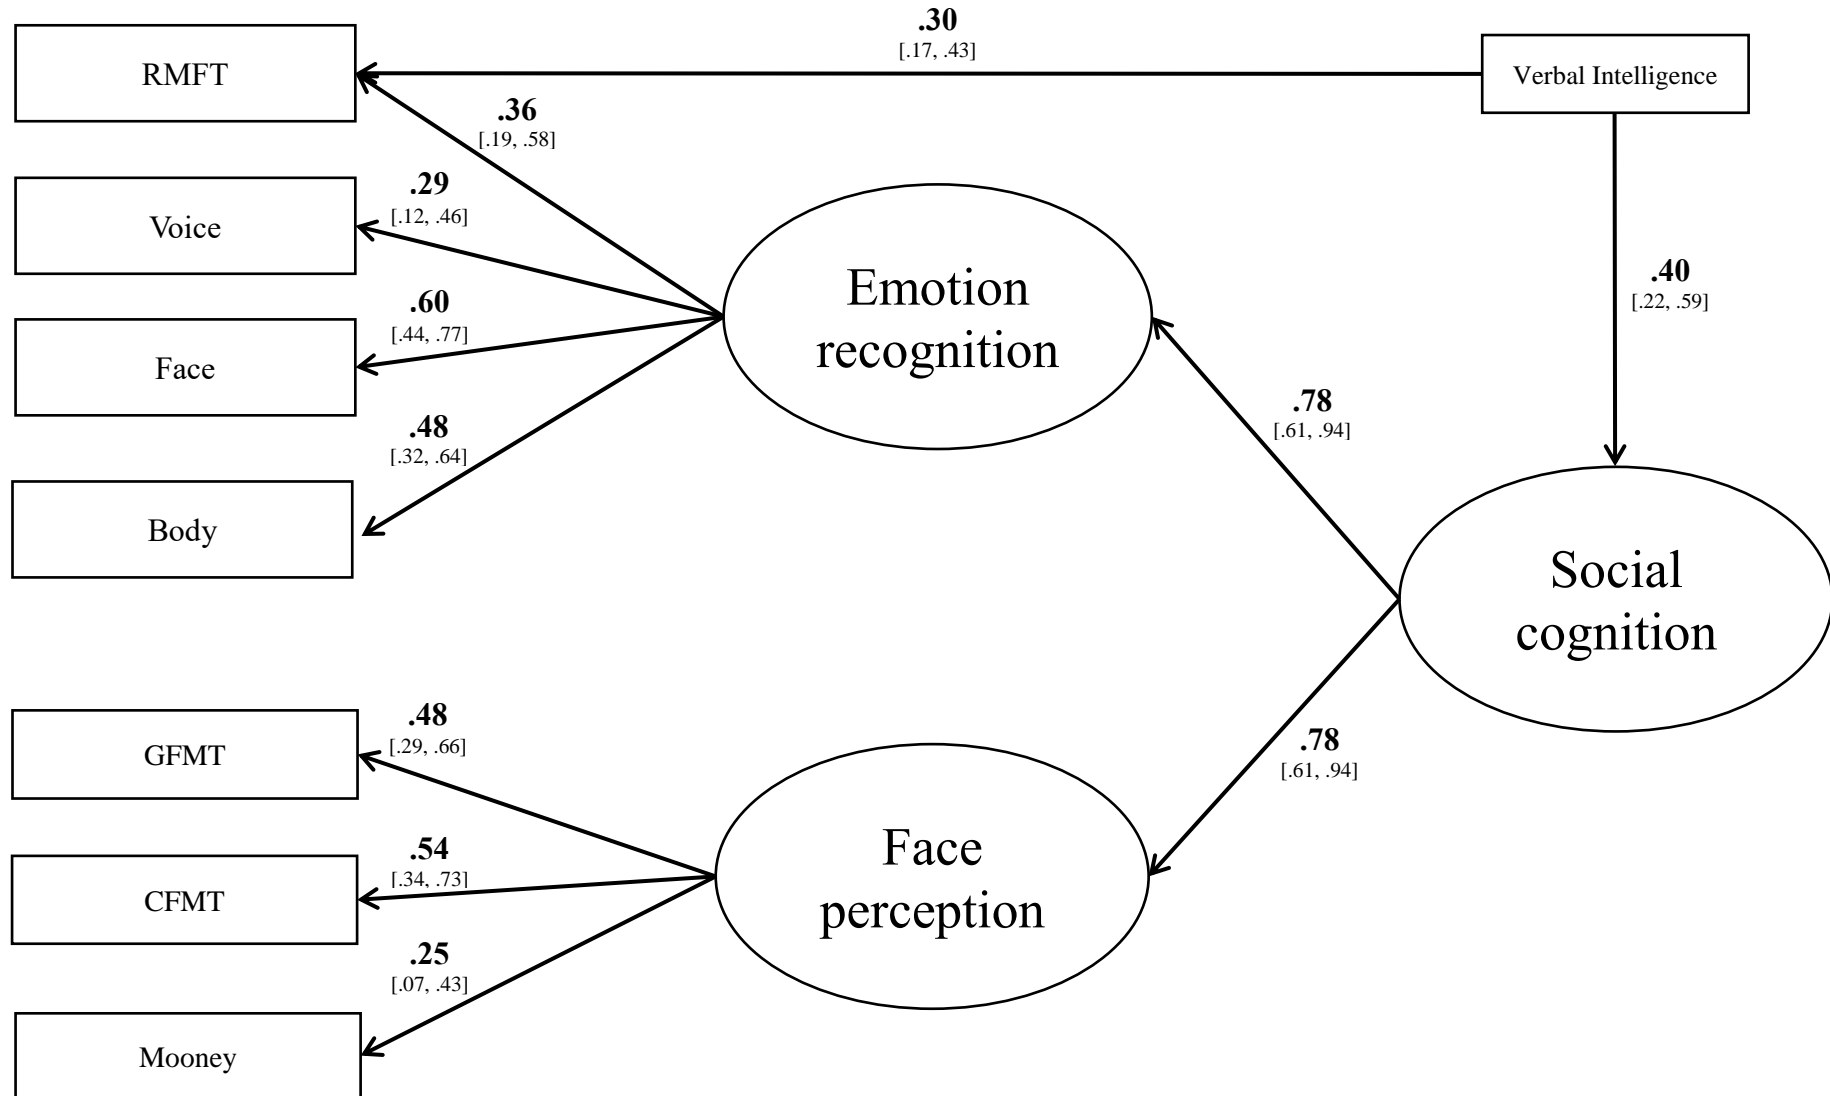 .30
[.17, .43]
RMFT
Verbal Intelligence
.36
[.19, .58]
.29
[.12, .46]
Voice
.60
[.44, .77]
Face
.48
[.32, .64]
Body
Emotion
recognition
.40
[.22, .59]
.78
[.61, .94]
Social
cognition
.78
[.61, .94]
.48
[.29, .66]
GFMT
.54
[.34, .73]
CFMT
.25
[.07, .43]
Mooney
Face
perception